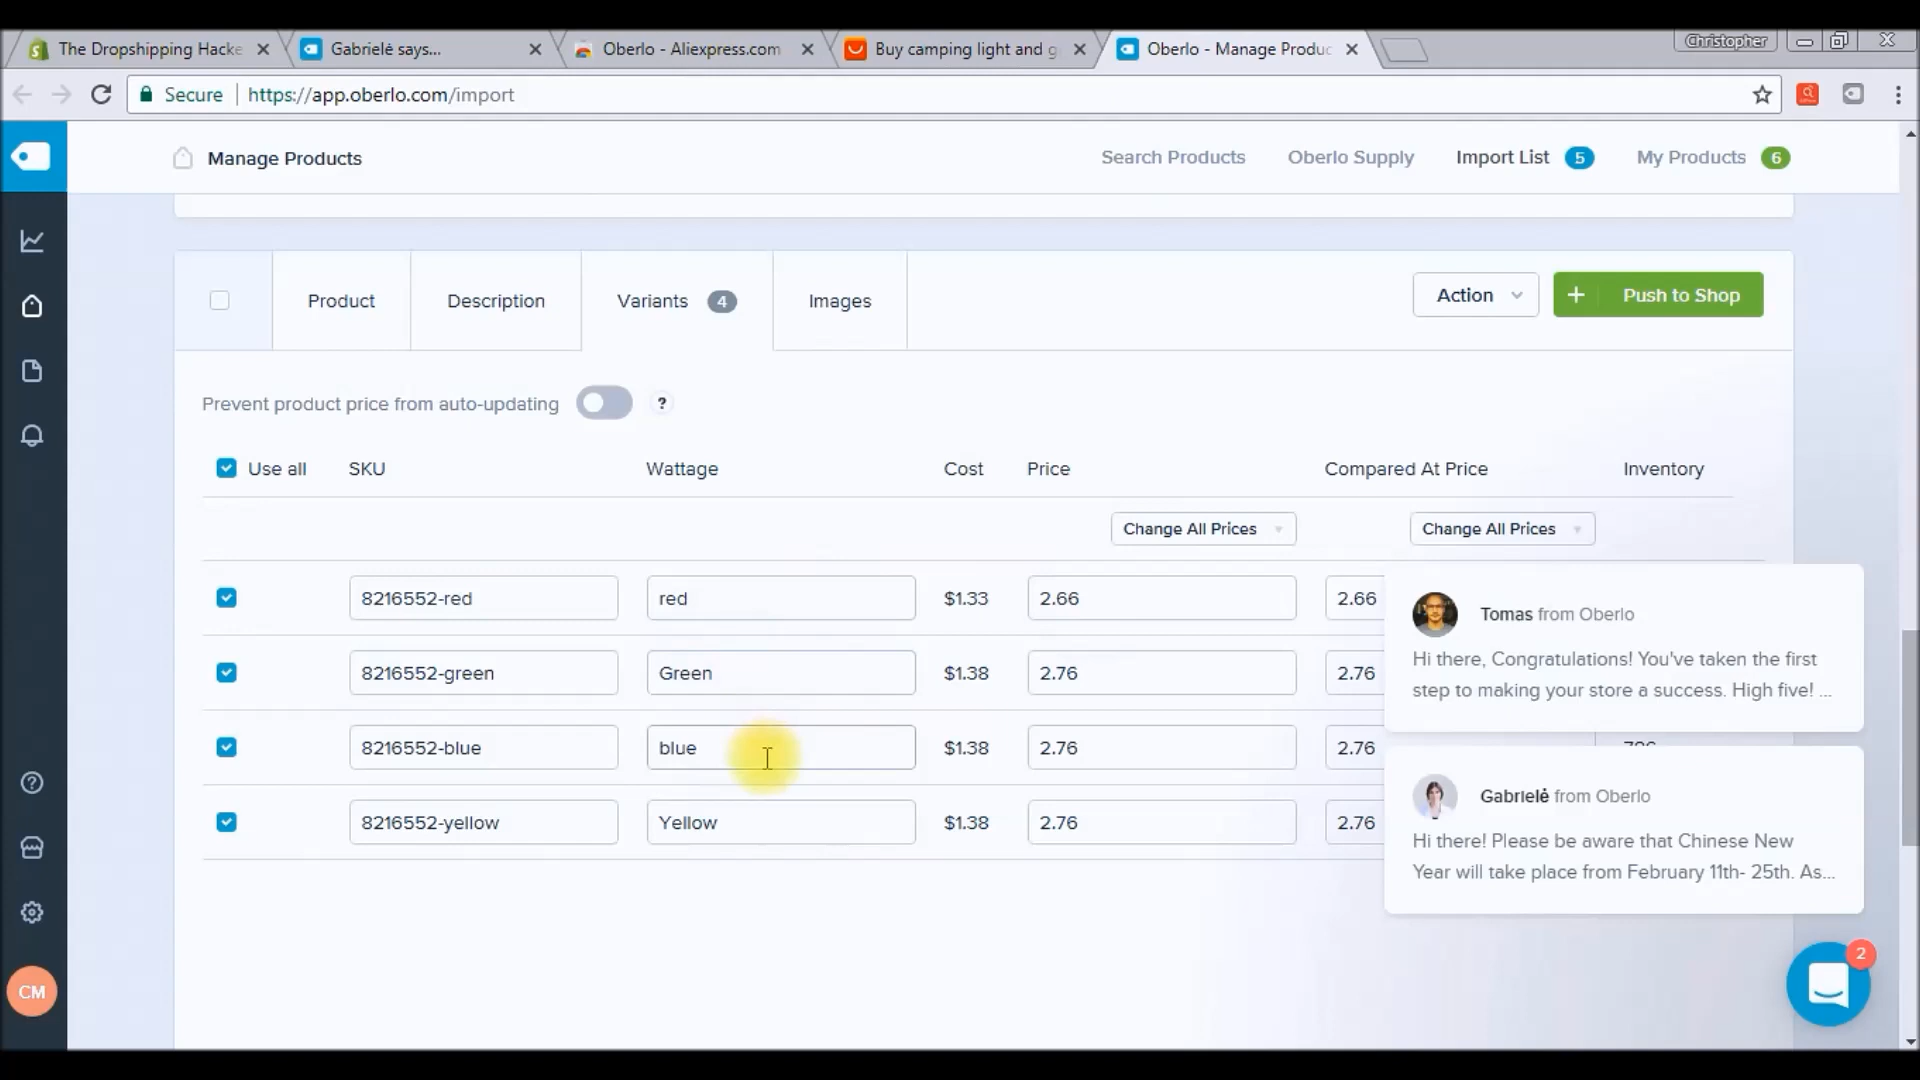 The Dropshipping Hacke
Gabrielė says...
Oberlo - Aliexpress.com
Buy camping light and g
Oberlo - Manage Produc
Christopher
Secure
https://app.oberlo.com/import
Manage Products
Search Products
Oberlo Supply
Import List 5
My Products 6
Product
Description
Variants 4
Images
Action
+ Push to Shop
Prevent product price from auto-updating ?
Use all SKU Wattage Cost Price Compared At Price Inventory
Change All Prices Change All Prices
8216552-red red $1.33 2.66 2.66
8216552-green Green $1.38 2.76 2.76
8216552-blue blue $1.38 2.76 2.76
8216552-yellow Yellow $1.38 2.76 2.76
Tomas from Oberlo
Hi there, Congratulations! You've taken the first
step to making your store a success. High five! ...
Gabrielė from Oberlo
Hi there! Please be aware that Chinese New
Year will take place from February 11th- 25th. As...
2
CM